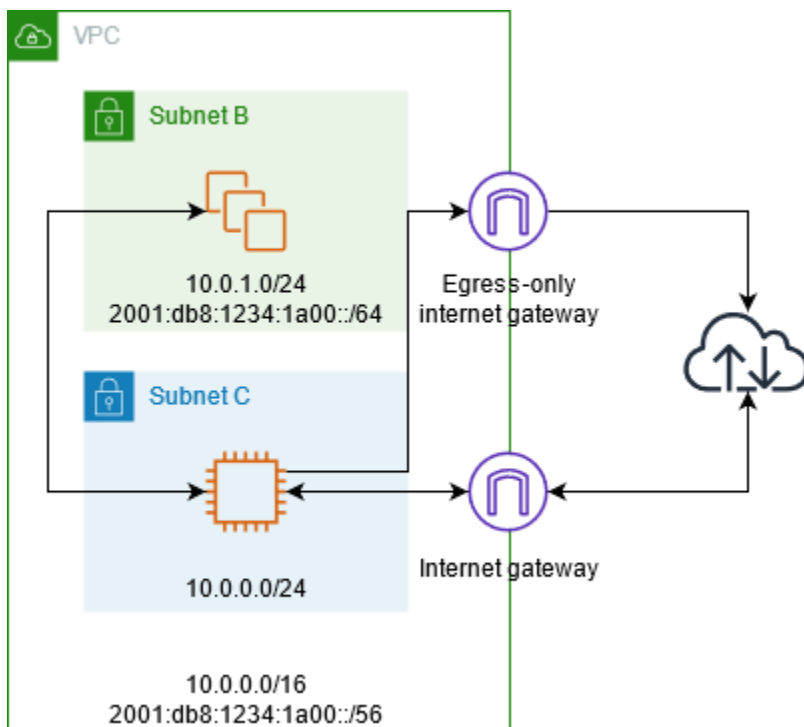 VPC
Subnet B
10.0.1.0/24
2001:db8:1234:1a00::/64
Egress-only
internet gateway
Subnet C
10.0.0.0/24
Internet gateway
10.0.0.0/16
2001:db8:1234:1a00::/56